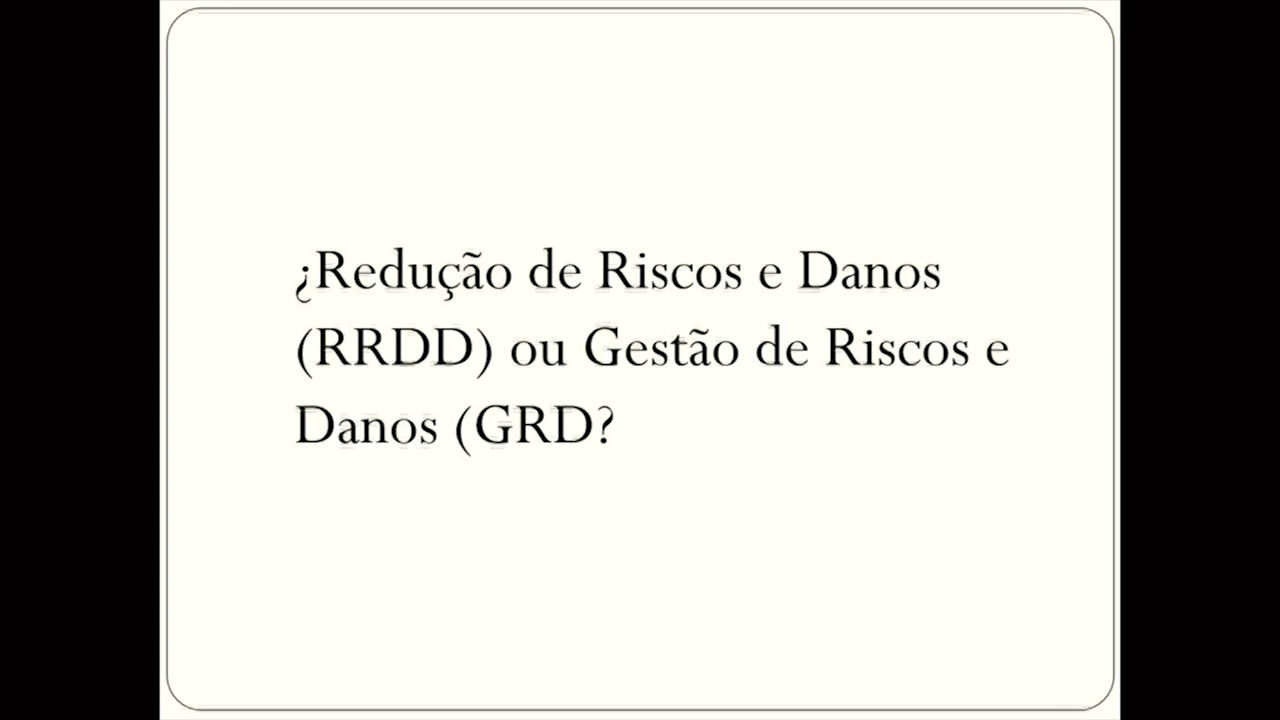 ¿Redução de Riscos e Danos
(RRDD) ou Gestão de Riscos e
Danos (GRD?